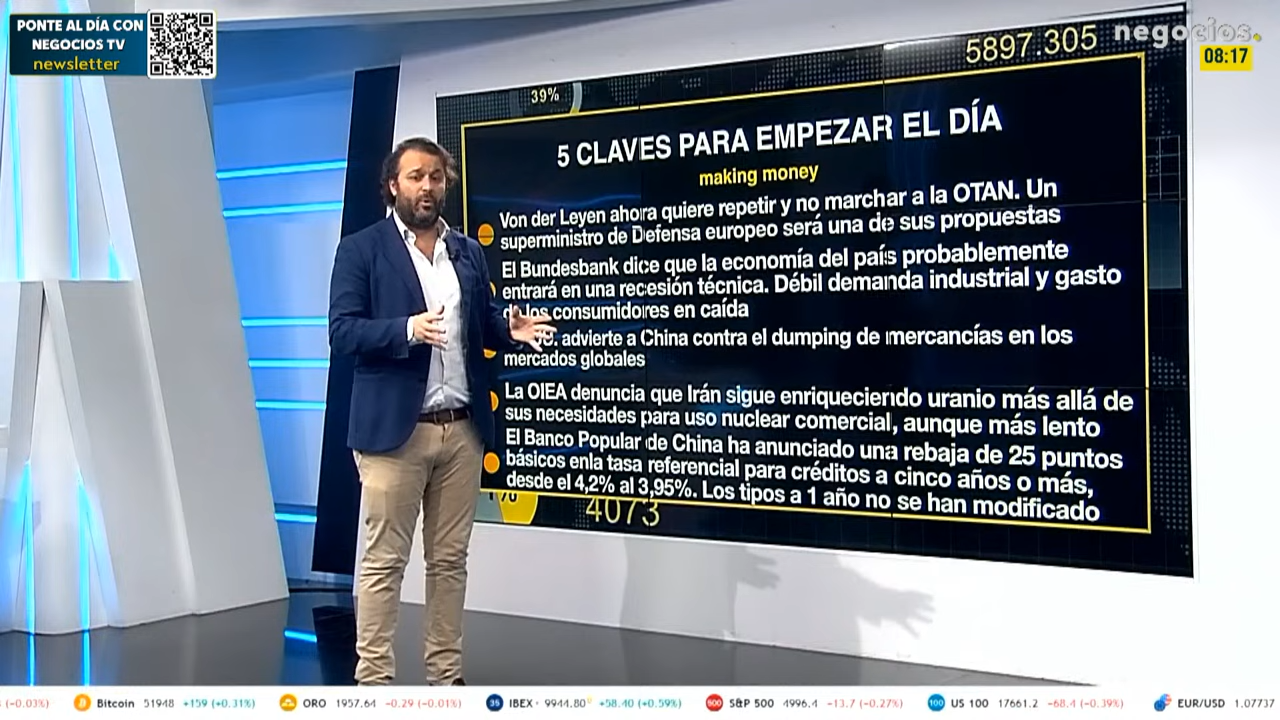 PONTE AL DÍA CON
NEGOCIOS TV
newsletter
negocios.
08:17
5897.305
39%
5 CLAVES PARA EMPEZAR EL DÍA
making money
Von der Leyen ahora quiere repetir y no marchar a la OTAN. Un
superministro de Defensa europeo será una de sus propuestas
El Bundesbank dice que la economía del país probablemente
entrará en una recesión técnica. Débil demanda industrial y gasto
de los consumidores en caída
advierte a China contra el dumping de mercancías en los
mercados globales
La OIEA denuncia que Irán sigue enriqueciendo uranio más allá de
sus necesidades para uso nuclear comercial, aunque más lento
El Banco Popular de China ha anunciado una rebaja de 25 puntos
básicos enla tasa referencial para créditos a cinco años o más,
desde el 4,2% al 3,95%. Los tipos a 1 año no se han modificado
4073
(-0.03%) Bitcoin 51948 +159 (+0.31%) ORO 1957.64 -0.29 (-0.01%) 35 IBEX 9944.80 +58.40 (+0.59%) 500 S&P 500 4996.4 -13.7 (-0.27%) 100 US 100 17661.2 -68.4 (-0.39%) EUR/USD 1.07737